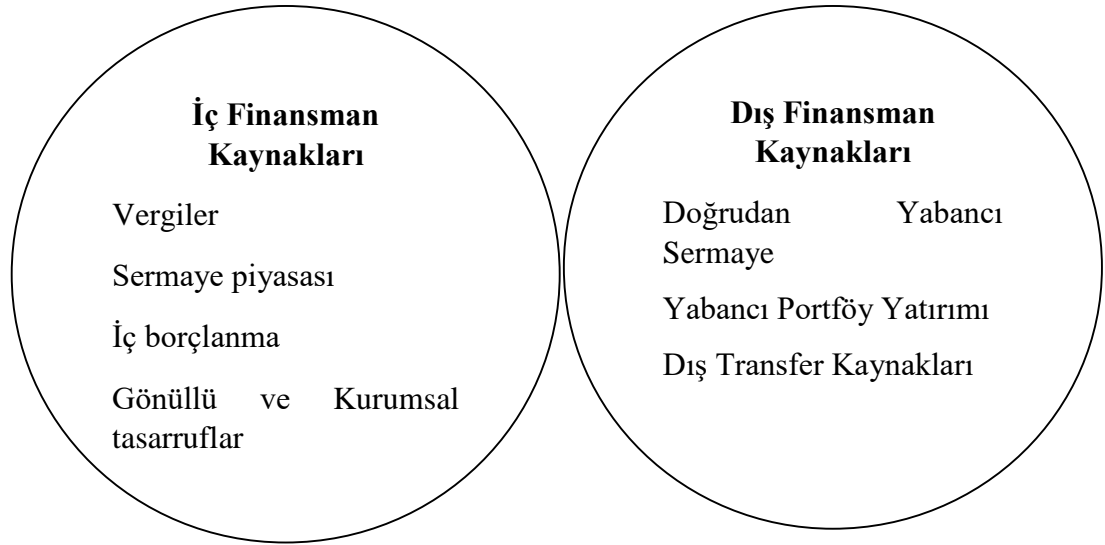 İç Finansman
Kaynakları
Vergiler
Sermaye piyasası
İç borçlanma
Gönüllü ve Kurumsal
tasarruflar
Dış Finansman
Kaynakları
Doğrudan Yabancı
Sermaye
Yabancı Portföy Yatırımı
Dış Transfer Kaynakları